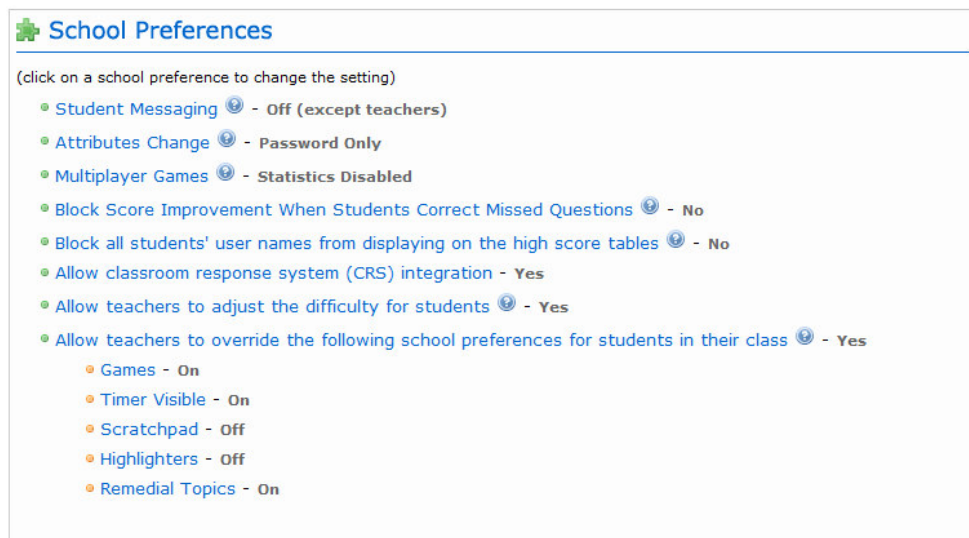 School Preferences
(click on a school preference to change the setting)
Student Messaging ? - Off (except teachers)
Attributes Change ? - Password Only
Multiplayer Games ? - Statistics Disabled
Block Score Improvement When Students Correct Missed Questions ? - No
Block all students' user names from displaying on the high score tables ? - No
Allow classroom response system (CRS) integration - Yes
Allow teachers to adjust the difficulty for students ? - Yes
Allow teachers to override the following school preferences for students in their class ? - Yes
Games - On
Timer Visible - On
Scratchpad - Off
Highlighters - Off
Remedial Topics - On